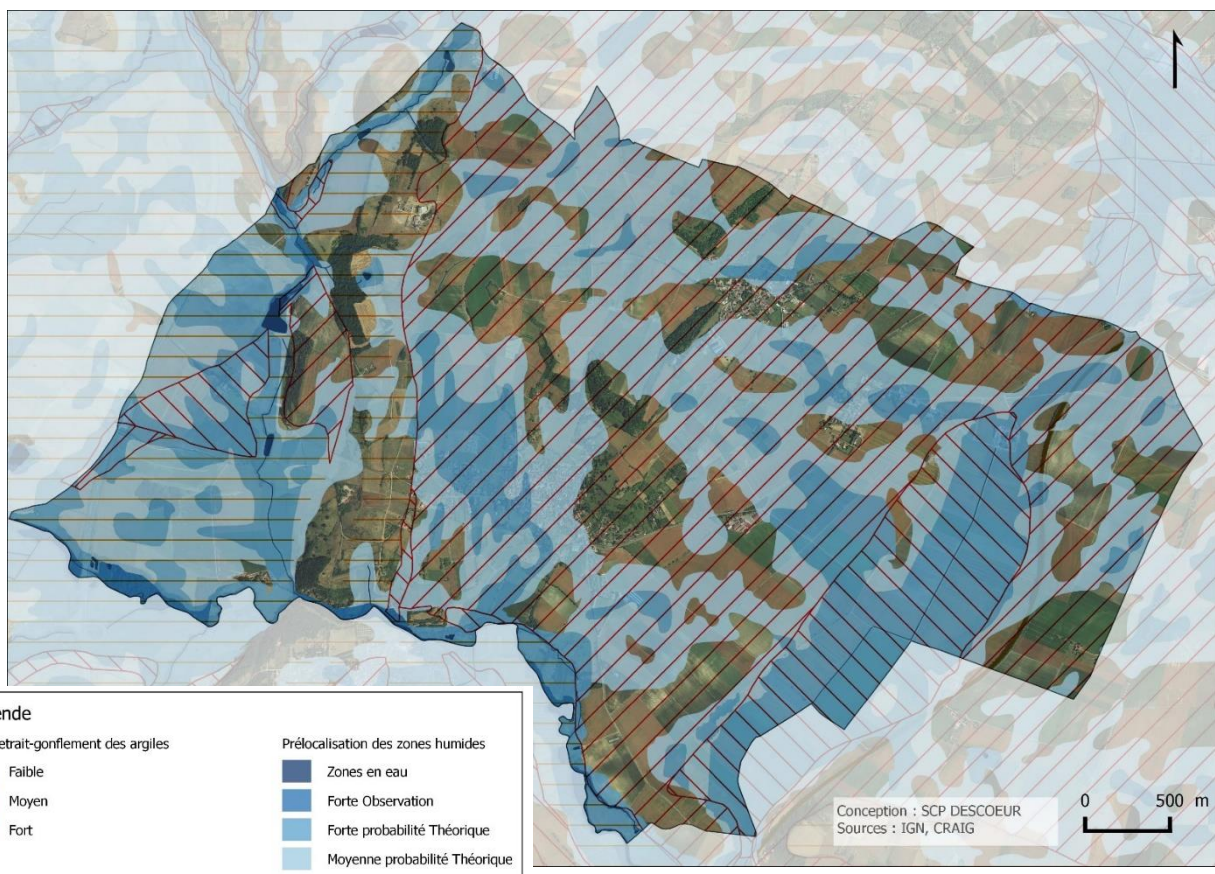 ende
etrait-gonflement des argiles
Faible
Moyen
Fort
Prélocalisation des zones humides
Zones en eau
Forte Observation
Forte probabilité Théorique
Moyenne probabilité Théorique
Conception : SCP DESCOEUR
Sources : IGN, CRAIG
0 500 m